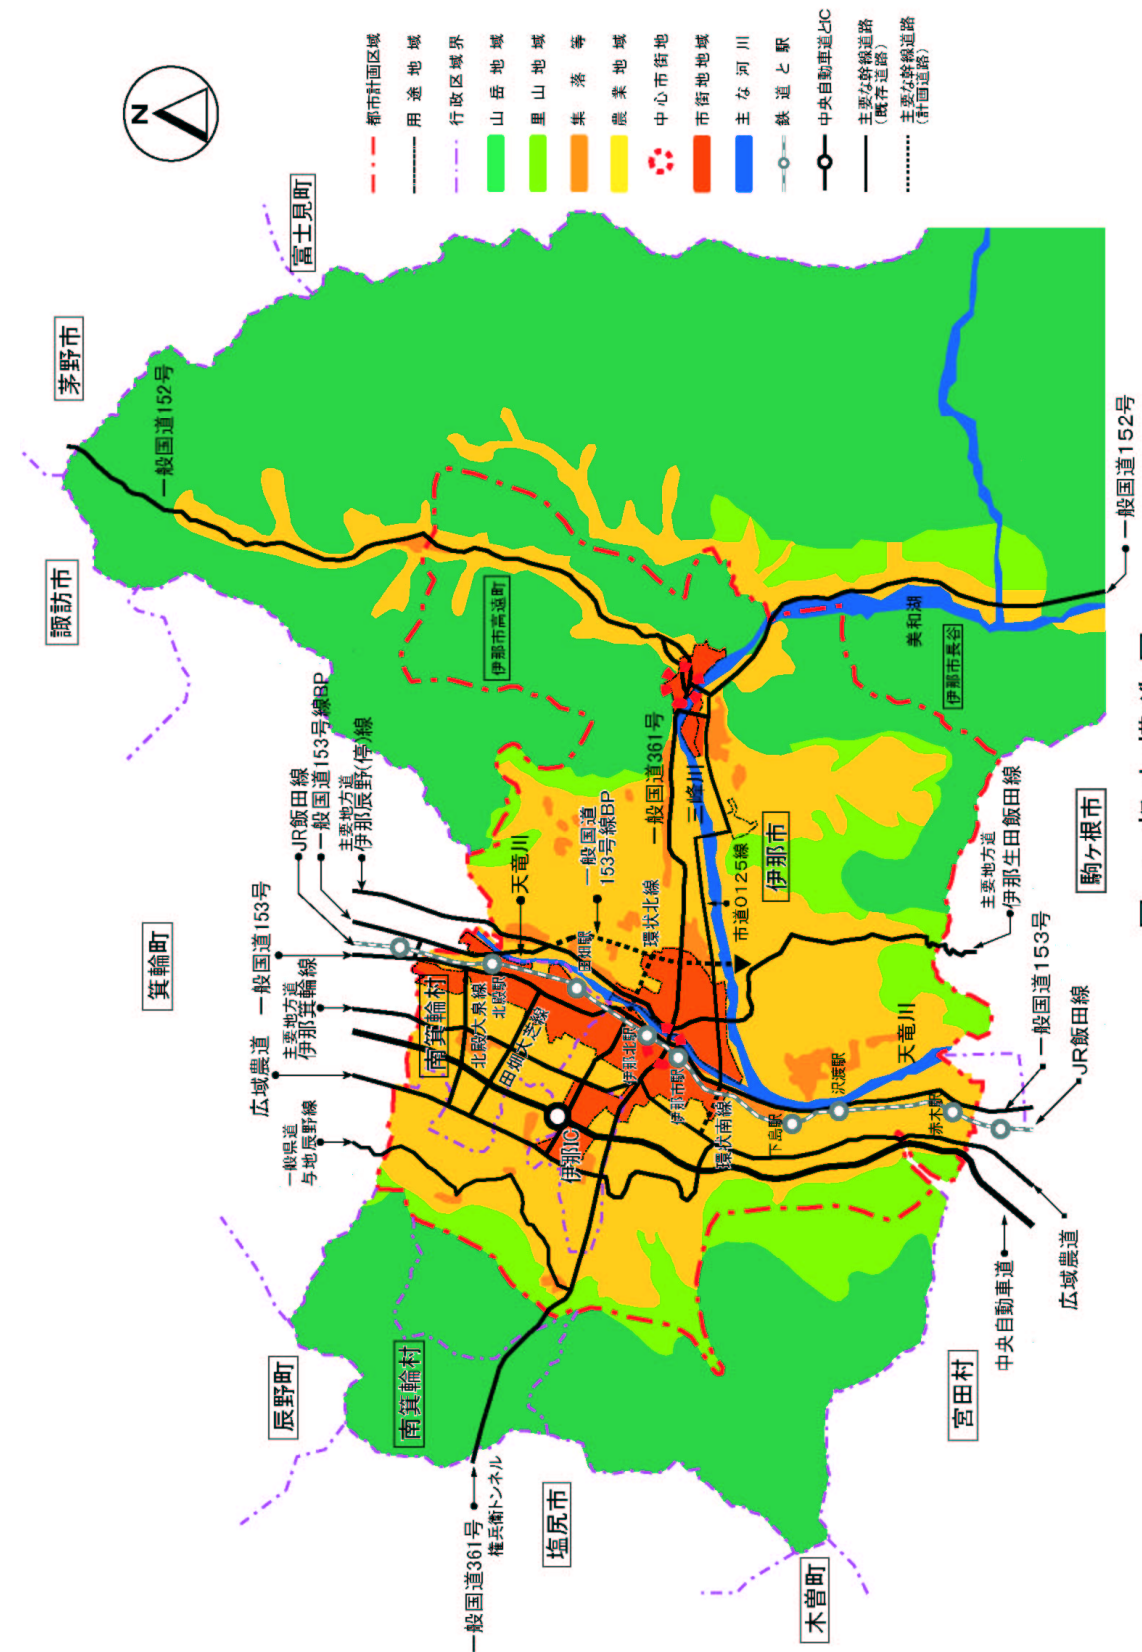 N
都市計画区域
用途地域
行政区域界
山岳地域
里山地域
集落等
農業地域
中心市街地
市街地地域
主な河川
鉄道と駅
中央自動車道とIC
主要な幹線道路
(既存道路)
主要な幹線道路
(計画道路)
富士見町
茅野市
諏訪市
箕輪町
辰野町
塩尻市
木曽町
宮田村
駒ヶ根市
一般国道152号
伊那市高遠町
美和湖
伊那市長谷
一般国道152号
JR飯田線
一般国道153号線BP
主要地方道
伊那辰野(停)線
一般国道153号
主要地方道
伊那箕輪線
広域農道
一般県道
与地辰野線
天竜川
一般国道
153号線BP
環状北線
一般国道361号
三峰川
伊那市
市道0125線
南箕輪村
北殿大泉線
北殿駅
田畑大芝線
田畑駅
伊那北駅
伊那市駅
伊那IC
環状南線
下島駅
沢渡駅
赤木駅
天竜川
主要地方道
伊那生田飯田線
一般国道153号
JR飯田線
広域農道
中央自動車道
南箕輪村
一般国道361号
権兵衛トンネル